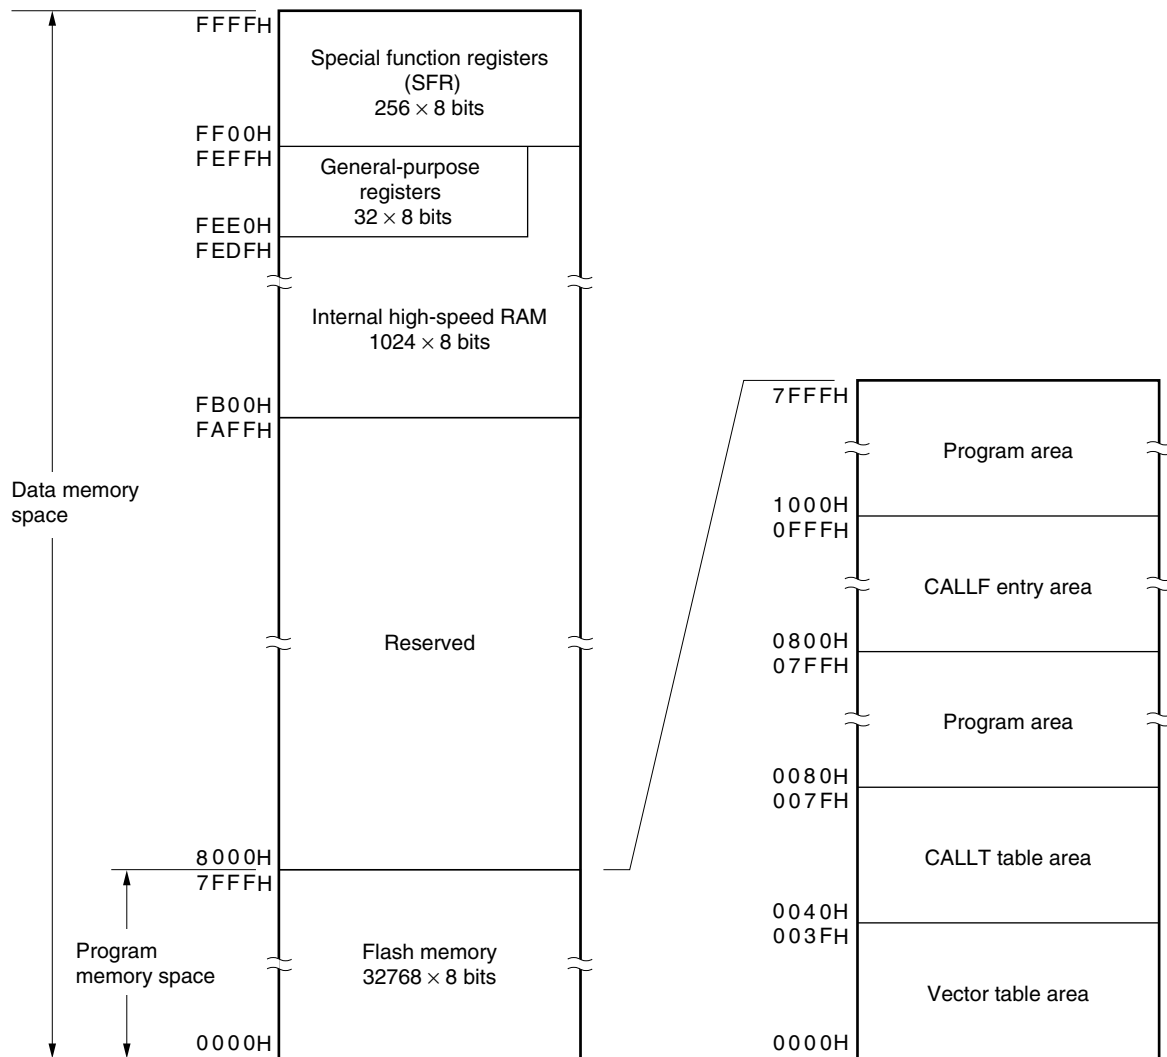 FFFFH
Special function registers
(SFR)
256 × 8 bits
FF00H
FEFFH
General-purpose
registers
32 × 8 bits
FEE0H
FEDFH
Internal high-speed RAM
1024 × 8 bits
FB00H
FAFFH
Data memory
space
Reserved
8000H
7FFFH
Program
memory space
Flash memory
32768 × 8 bits
0000H
7FFFH
Program area
1000H
0FFFH
CALLF entry area
0800H
07FFH
Program area
0080H
007FH
CALLT table area
0040H
003FH
Vector table area
0000H